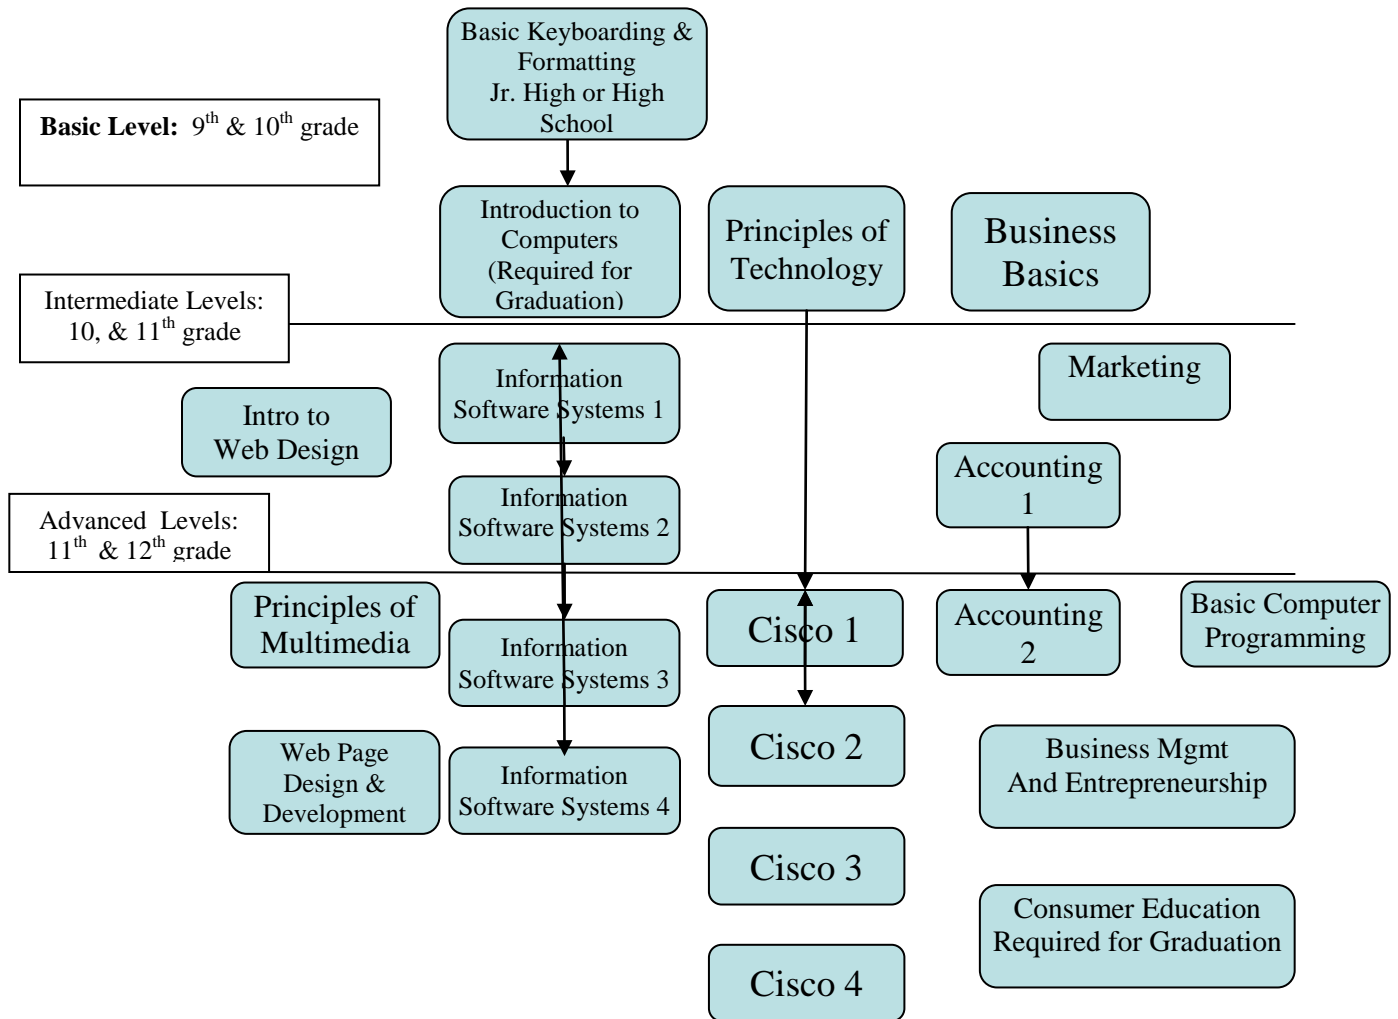 Basic Keyboarding &
Formatting
Jr. High or High
School
Basic Level: 9th & 10th grade
Introduction to
Computers
(Required for
Graduation)
Principles of
Technology
Business
Basics
Intermediate Levels:
10, & 11th grade
Information
Software Systems 1
Marketing
Intro to
Web Design
Information
Software Systems 2
Accounting
1
Advanced Levels:
11th & 12th grade
Principles of
Multimedia
Information
Software Systems 3
Cisco 1
Accounting
2
Basic Computer
Programming
Web Page
Design &
Development
Information
Software Systems 4
Cisco 2
Business Mgmt
And Entrepreneurship
Cisco 3
Consumer Education
Required for Graduation
Cisco 4